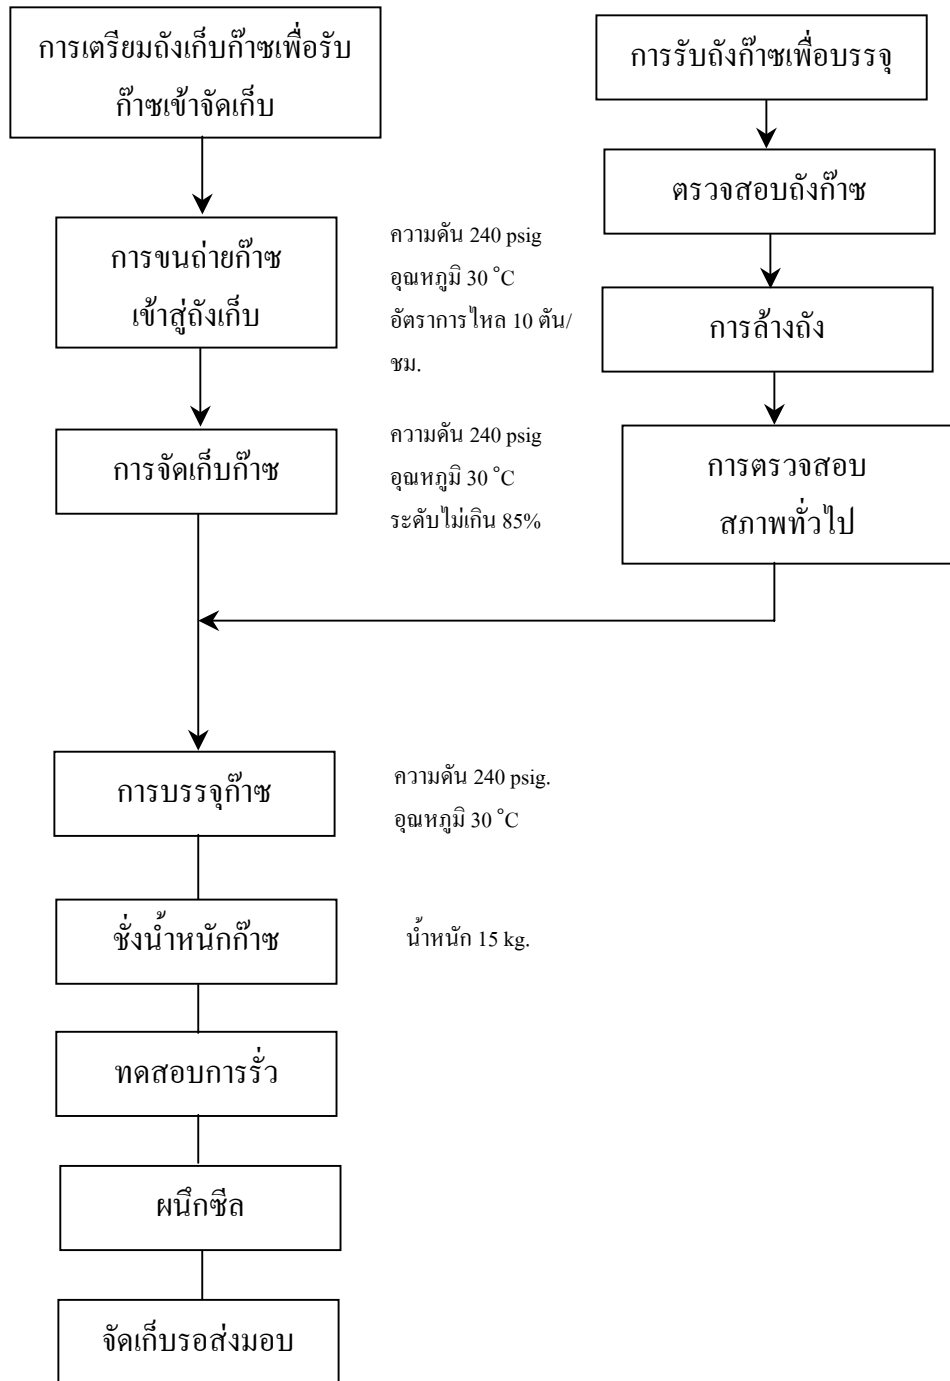 การเตรียมถังเก็บก๊าซเพื่อรับ
ก๊าซเข้าจัดเก็บ
การรับถังก๊าซเพื่อบรรจุ
ตรวจสอบถังก๊าซ
การขนถ่ายก๊าซ
เข้าสู่ถังเก็บ
ความดัน 240 psig
อุณหภูมิ 30 °C
อัตราการไหล 10 ตัน/
ชม.
การล้างถัง
การจัดเก็บก๊าซ
ความดัน 240 psig
อุณหภูมิ 30 °C
ระดับไม่เกิน 85%
การตรวจสอบ
สภาพทั่วไป
การบรรจุก๊าซ
ความดัน 240 psig.
อุณหภูมิ 30 °C
ชั่งน้ำหนักก๊าซ
น้ำหนัก 15 kg.
ทดสอบการรั่ว
ผนึกซีล
จัดเก็บรอส่งมอบ